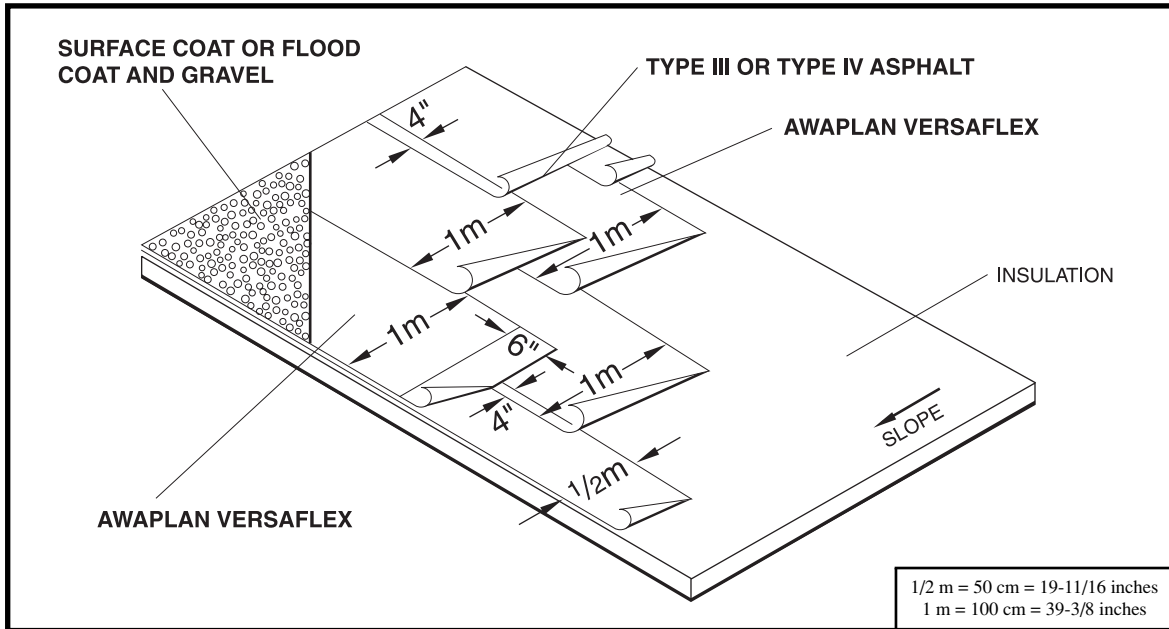 SURFACE COAT OR FLOOD
COAT AND GRAVEL
TYPE III OR TYPE IV ASPHALT
AWAPLAN VERSAFLEX
4"
1m
1m
INSULATION
1m
6"
1m
4"
SLOPE
1/2m
AWAPLAN VERSAFLEX
1/2 m = 50 cm = 19-11/16 inches
1 m = 100 cm = 39-3/8 inches